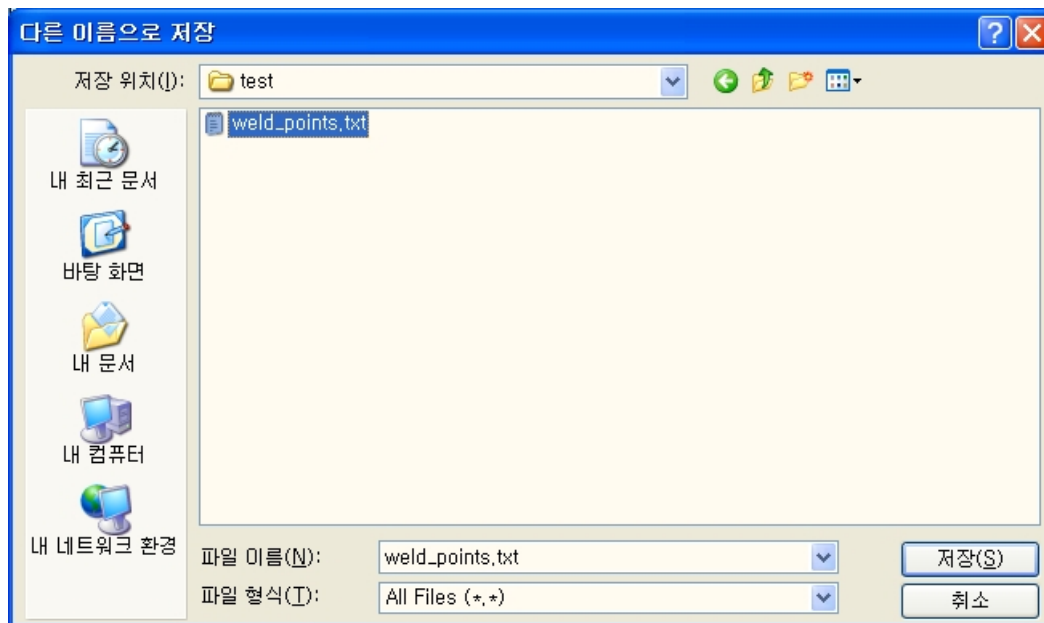 다른 이름으로 저장
저장 위치(I): test
weld_points.txt
내 최근 문서
바탕 화면
내 문서
내 컴퓨터
내 네트워크 환경
파일 이름(N): weld_points.txt 저장(S)
파일 형식(T): All Files (*.*) 취소